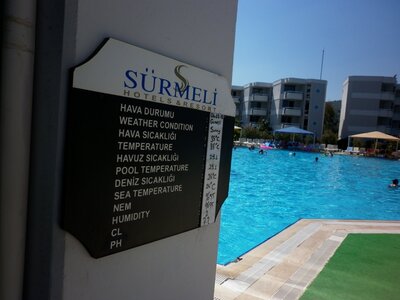 SÜRMELİ
HOTELS & RESORT
HAVA DURUMU
WEATHER CONDITION
HAVA SICAKLIĞI
TEMPERATURE
HAVUZ SICAKLIĞI
POOL TEMPERATURE
DENİZ SICAKLIĞI
SEA TEMPERATURE
NEM
HUMIDITY
CL
PH